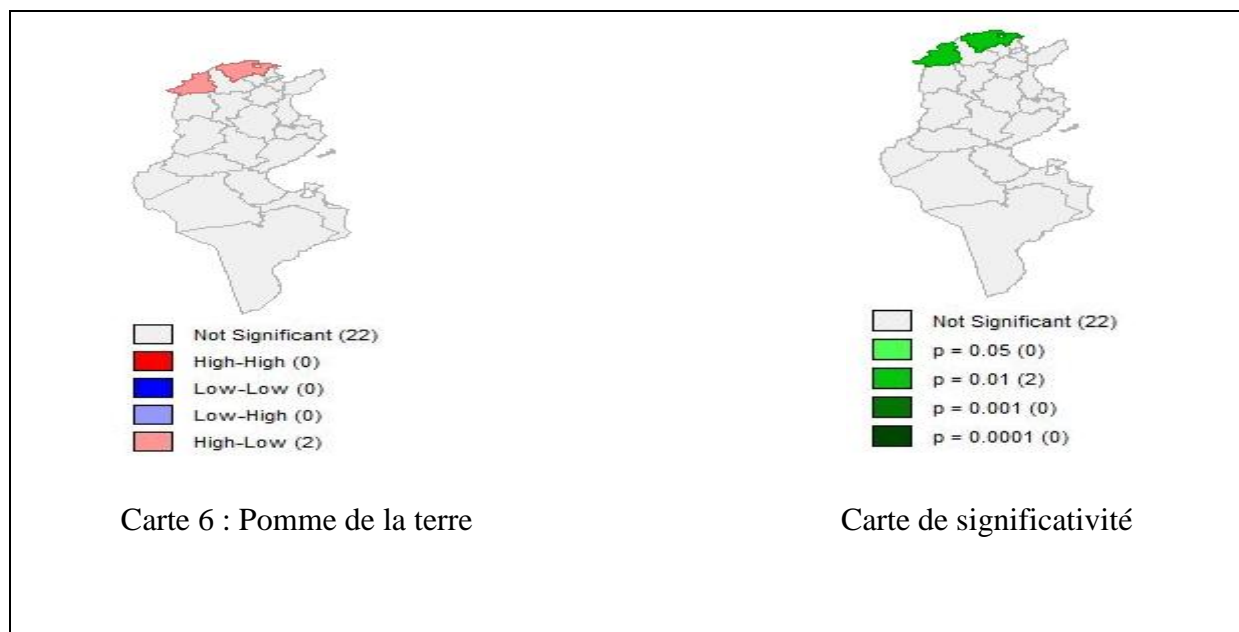 Not Significant (22)
High-High (0)
Low-Low (0)
Low-High (0)
High-Low (2)
Carte 6 : Pomme de la terre
Not Significant (22)
p = 0.05 (0)
p = 0.01 (2)
p = 0.001 (0)
p = 0.0001 (0)
Carte de significativité